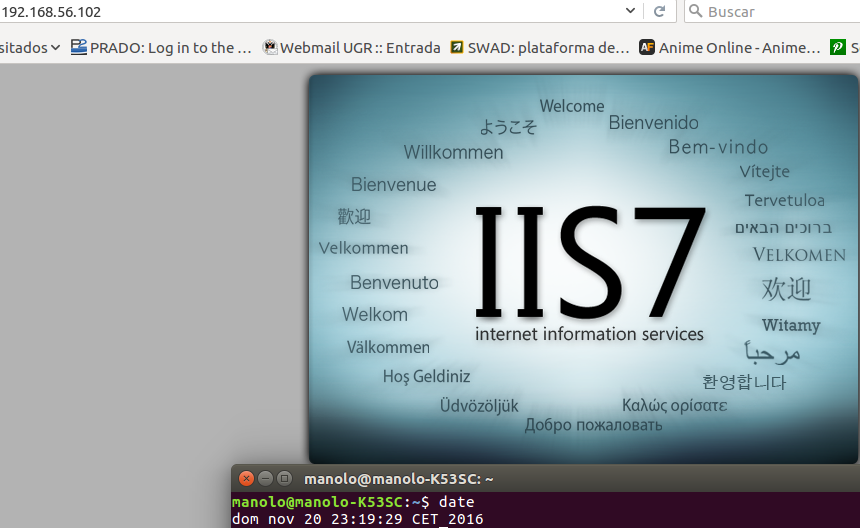 192.168.56.102
Buscar
sitados PRADO: Log in to the ... Webmail UGR :: Entrada SWAD: plataforma de... Anime Online - Anime... S
Welcome
ようこそ
Bienvenido
Willkommen
Bem-vindo
Vítejte
Bienvenue
Tervetuloa
歡迎
ברוכים הבאים
Velkommen
VELKOMEN
Benvenuto
欢迎
Welkom
Witamy
Välkommen
مرحباً
Hoş Geldiniz
환영합니다
Üdvözöljük
Καλώς ορίσατε
Добро пожаловать
IIS7
internet information services
manolo@manolo-K53SC: ~
manolo@manolo-K53SC:~$ date
dom nov 20 23:19:29 CET 2016